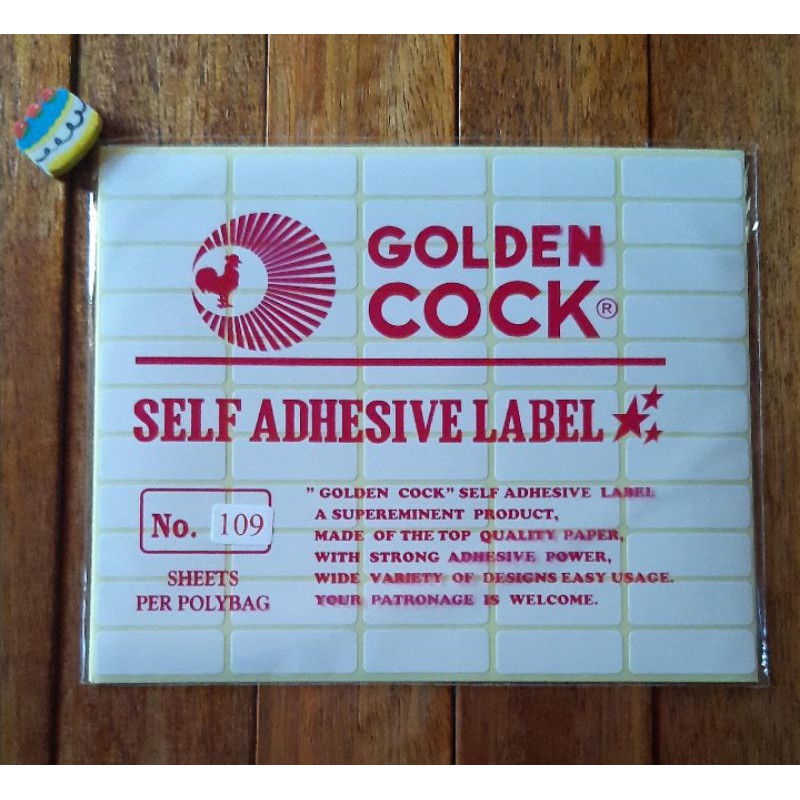 GOLDEN
COCK®
SELF ADHESIVE LABEL
No. 109
SHEETS
PER POLYBAG
" GOLDEN COCK" SELF ADHESIVE LABEL
A SUPEREMINENT PRODUCT,
MADE OF THE TOP QUALITY PAPER,
WITH STRONG ADHESIVE POWER,
WIDE VARIETY OF DESIGNS EASY USAGE.
YOUR PATRONAGE IS WELCOME.